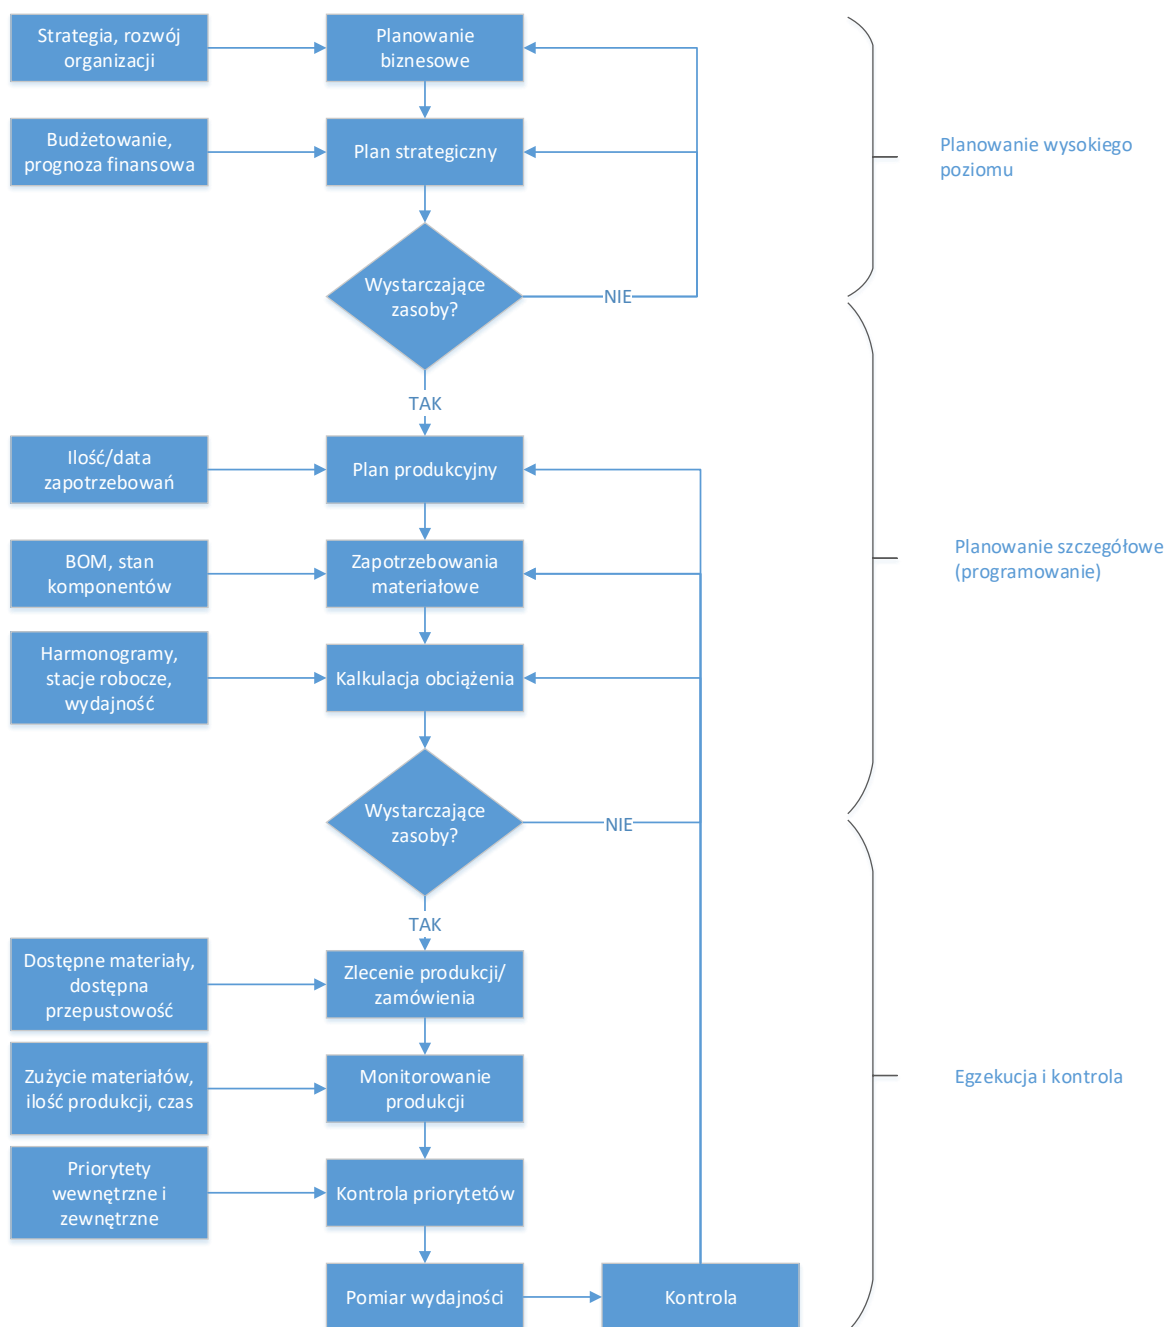 Strategia, rozwój
organizacji
Planowanie
biznesowe
Budżetowanie,
prognoza finansowa
Plan strategiczny
Planowanie wysokiego
poziomu
Wystarczające
zasoby?
NIE
TAK
Ilość/data
zapotrzebowań
Plan produkcyjny
BOM, stan
komponentów
Zapotrzebowania
materiałowe
Planowanie szczegółowe
(programowanie)
Harmonogramy,
stacje robocze,
wydajność
Kalkulacja obciążenia
Wystarczające
zasoby?
NIE
TAK
Dostępne materiały,
dostępna
przepustowość
Zlecenie produkcji/
zamówienia
Zużycie materiałów,
ilość produkcji, czas
Monitorowanie
produkcji
Egzekucja i kontrola
Priorytety
wewnętrzne i
zewnętrzne
Kontrola priorytetów
Pomiar wydajności
Kontrola